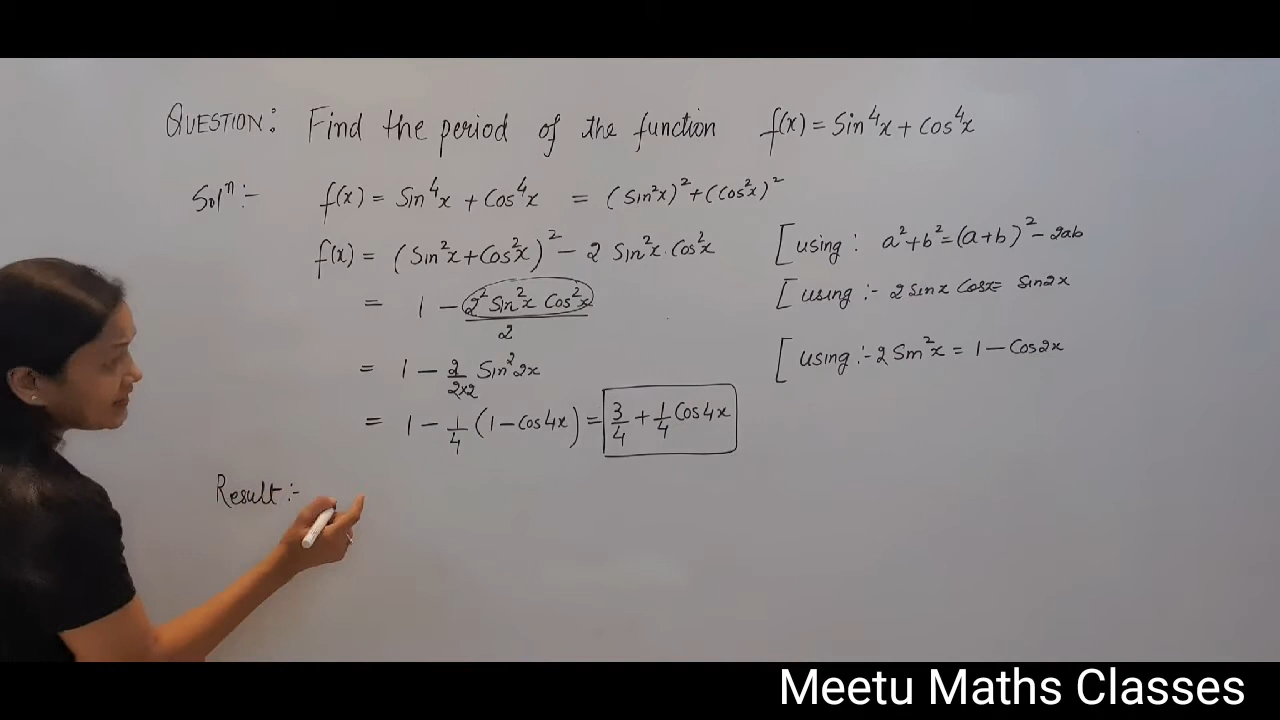 QUESTION: Find the period of the function f(x) = Sin⁴x + Cos⁴x
Solⁿ :- f(x) = Sin⁴x + Cos⁴x = (Sin²x)² + (Cos²x)²
f(x) = (Sin²x + Cos²x)² - 2 Sin²x · Cos²x [using : a² + b² = (a+b)² - 2ab
= 1 - 2² Sin²x Cos²x / 2 [using :- 2 Sinx Cosx = Sin2x
= 1 - 2/2×2 Sin²2x [using :- 2 Sin²x = 1 - Cos2x
= 1 - 1/4 (1 - Cos4x) = 3/4 + 1/4 Cos4x
Result :-
Meetu Maths Classes